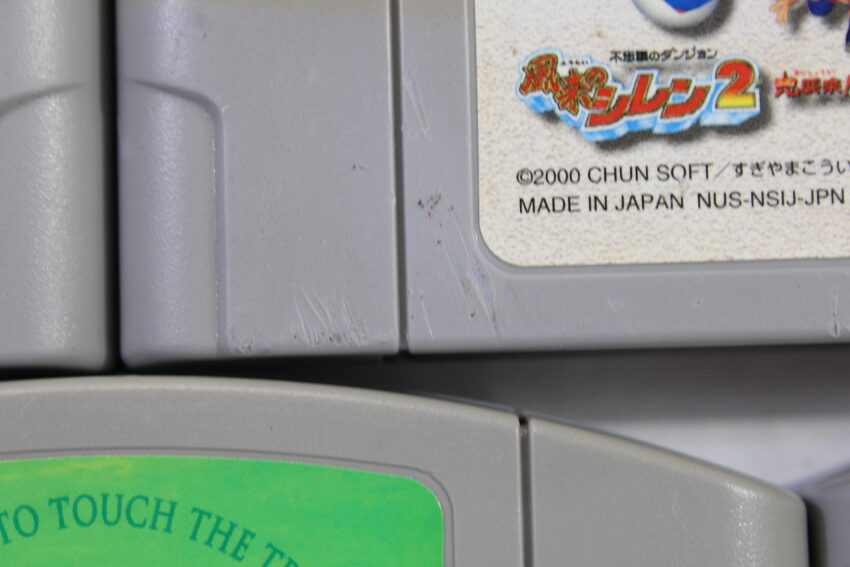 不思議のダンジョン
風来のシレン2
©2000 CHUN SOFT/すぎやまこうい
MADE IN JAPAN NUS-NSIJ-JPN
TO TOUCH THE